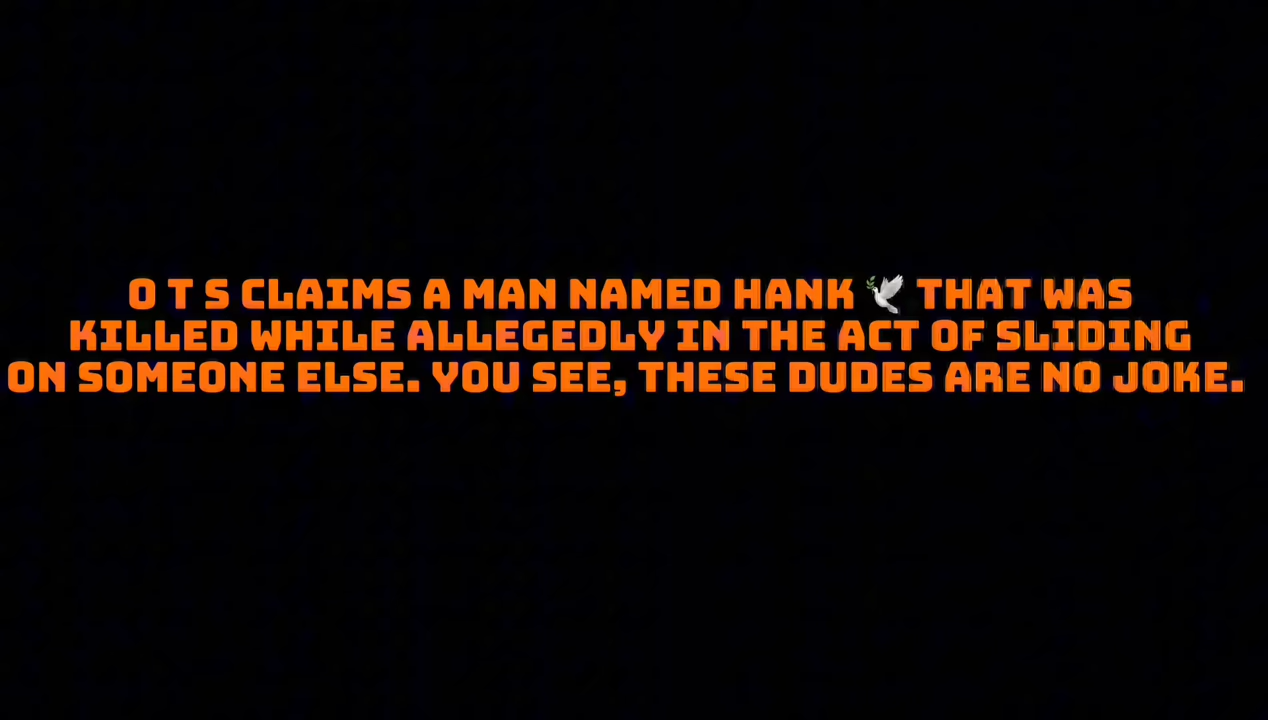 O T S CLAIMS A MAN NAMED HANK 🕊️ THAT WAS
KILLED WHILE ALLEGEDLY IN THE ACT OF SLIDING
ON SOMEONE ELSE. YOU SEE, THESE DUDES ARE NO JOKE.